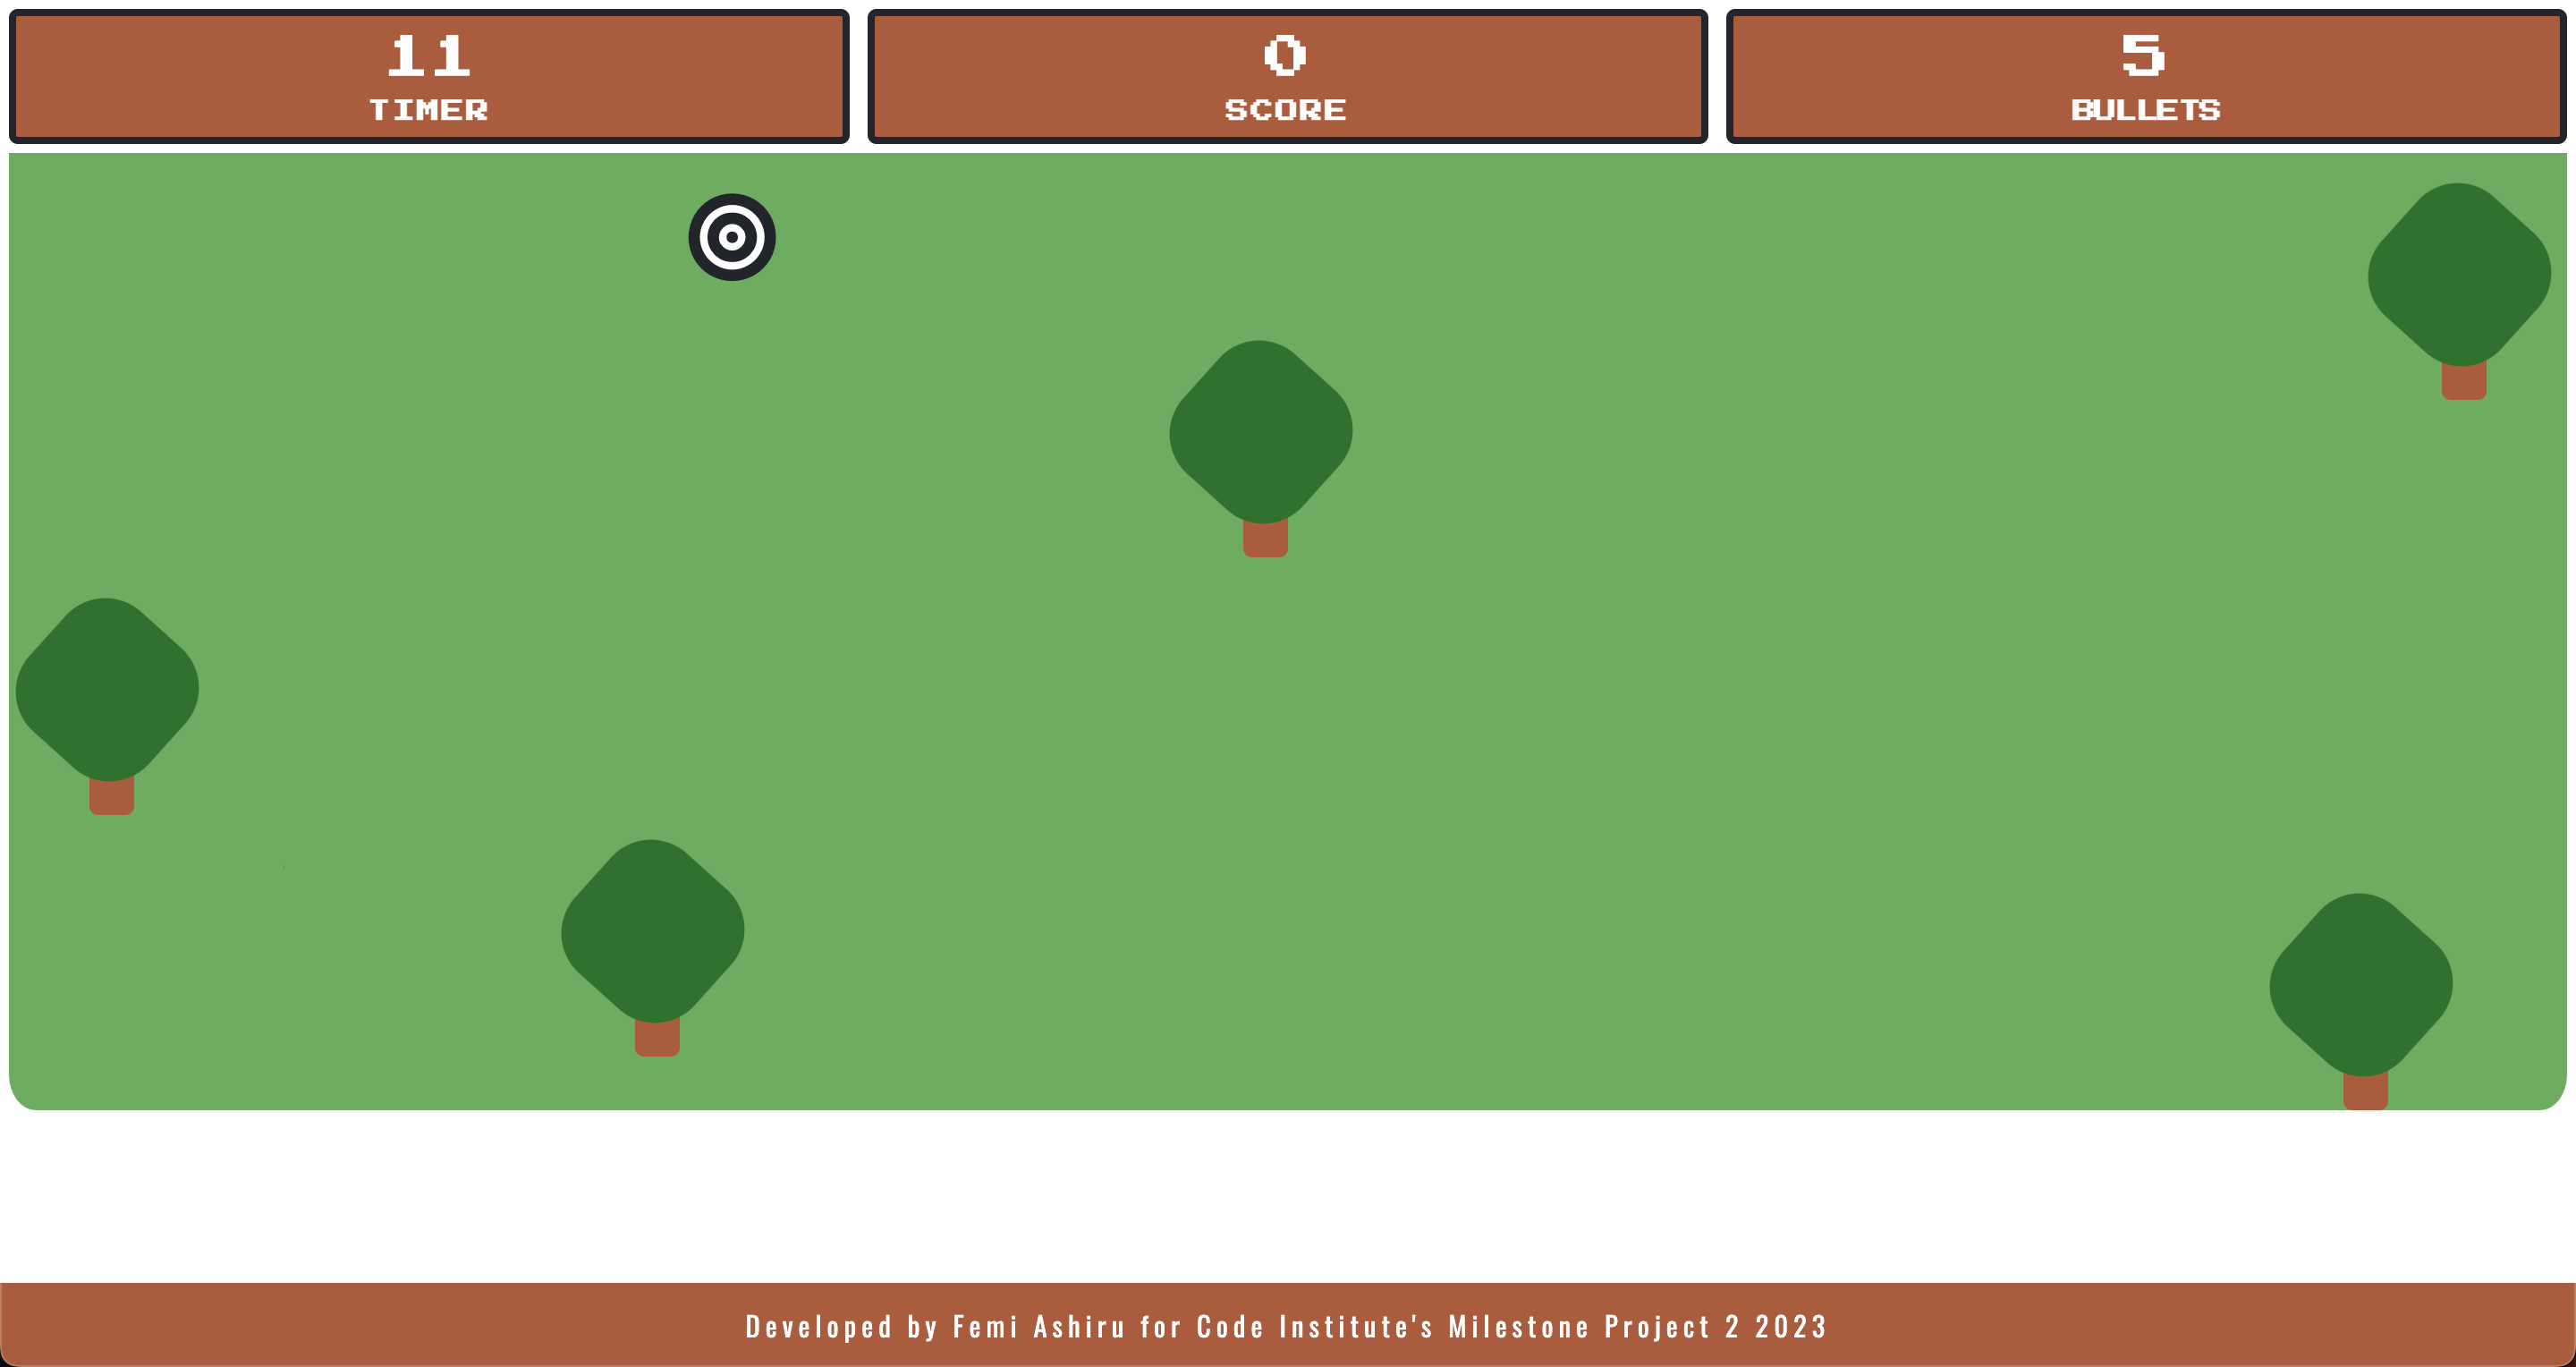 11
TIMER
0
SCORE
5
BULLETS
Developed by Femi Ashiru for Code Institute's Milestone Project 2 2023